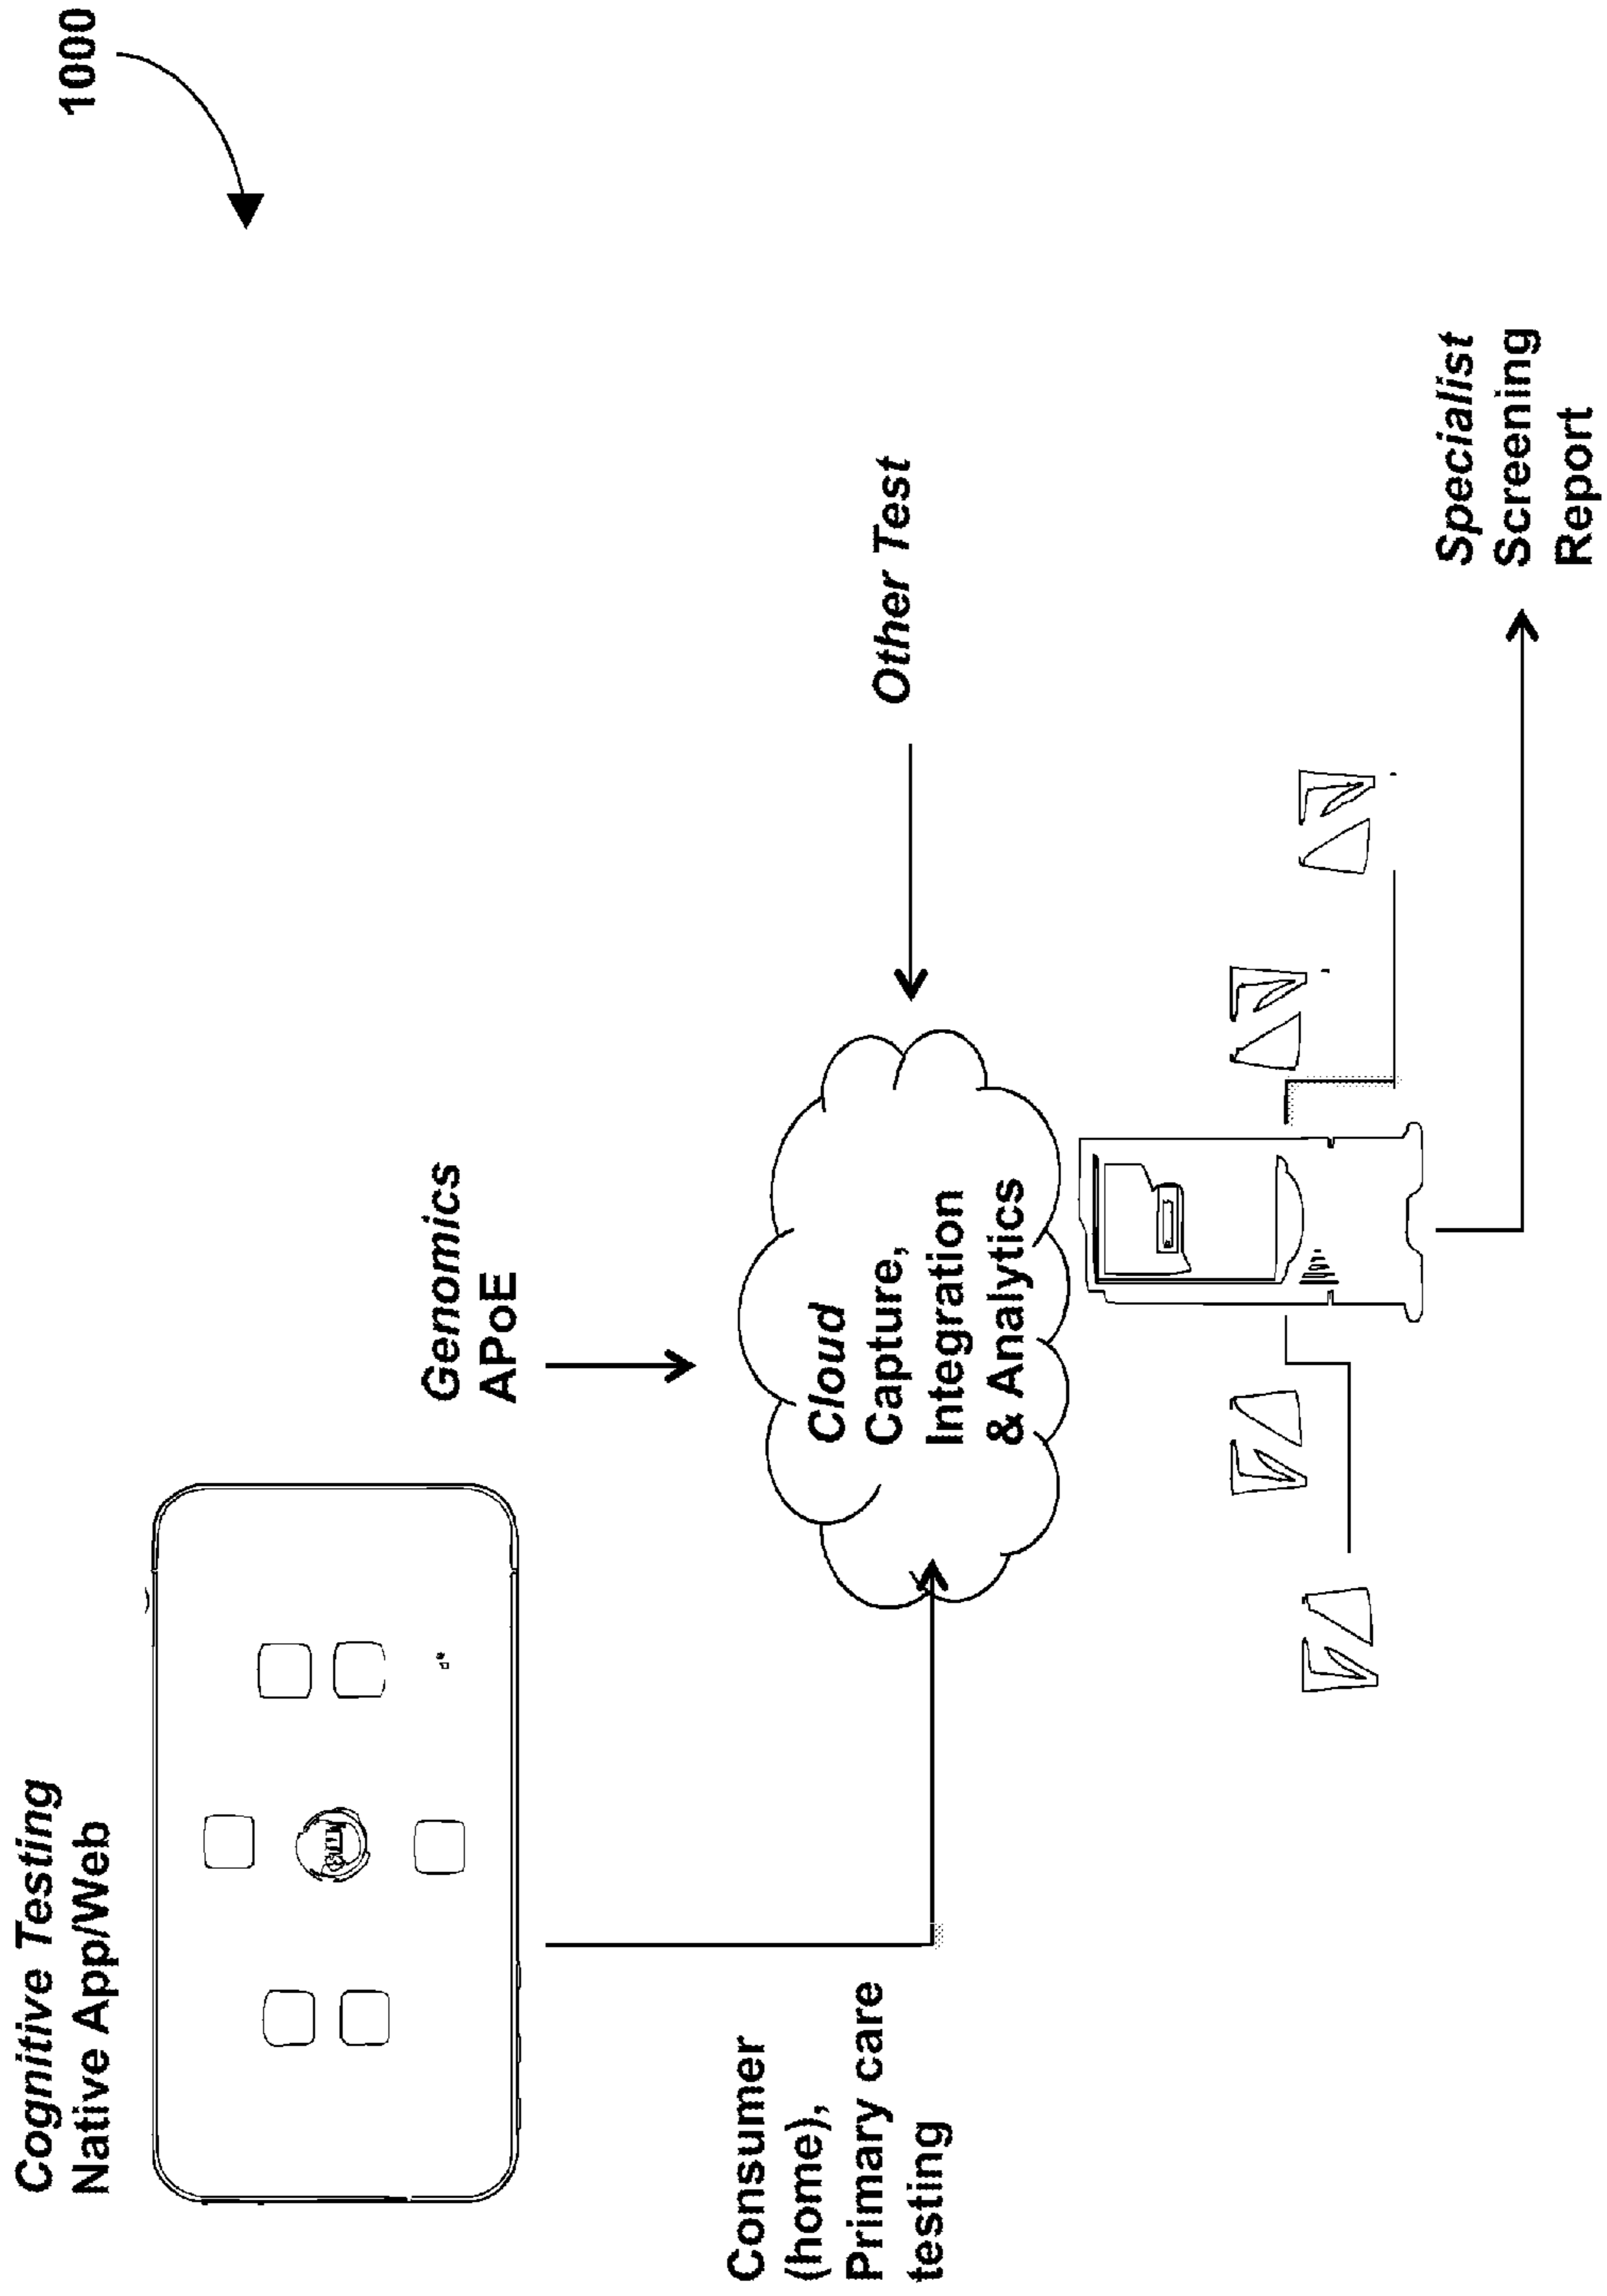 1000
Cognitive Testing
Native App/Web
Genomics
APoE
Consumer
(home),
Primary care
testing
Cloud
Capture,
Integration
& Analytics
Other Test
Specialist
Screening
Report